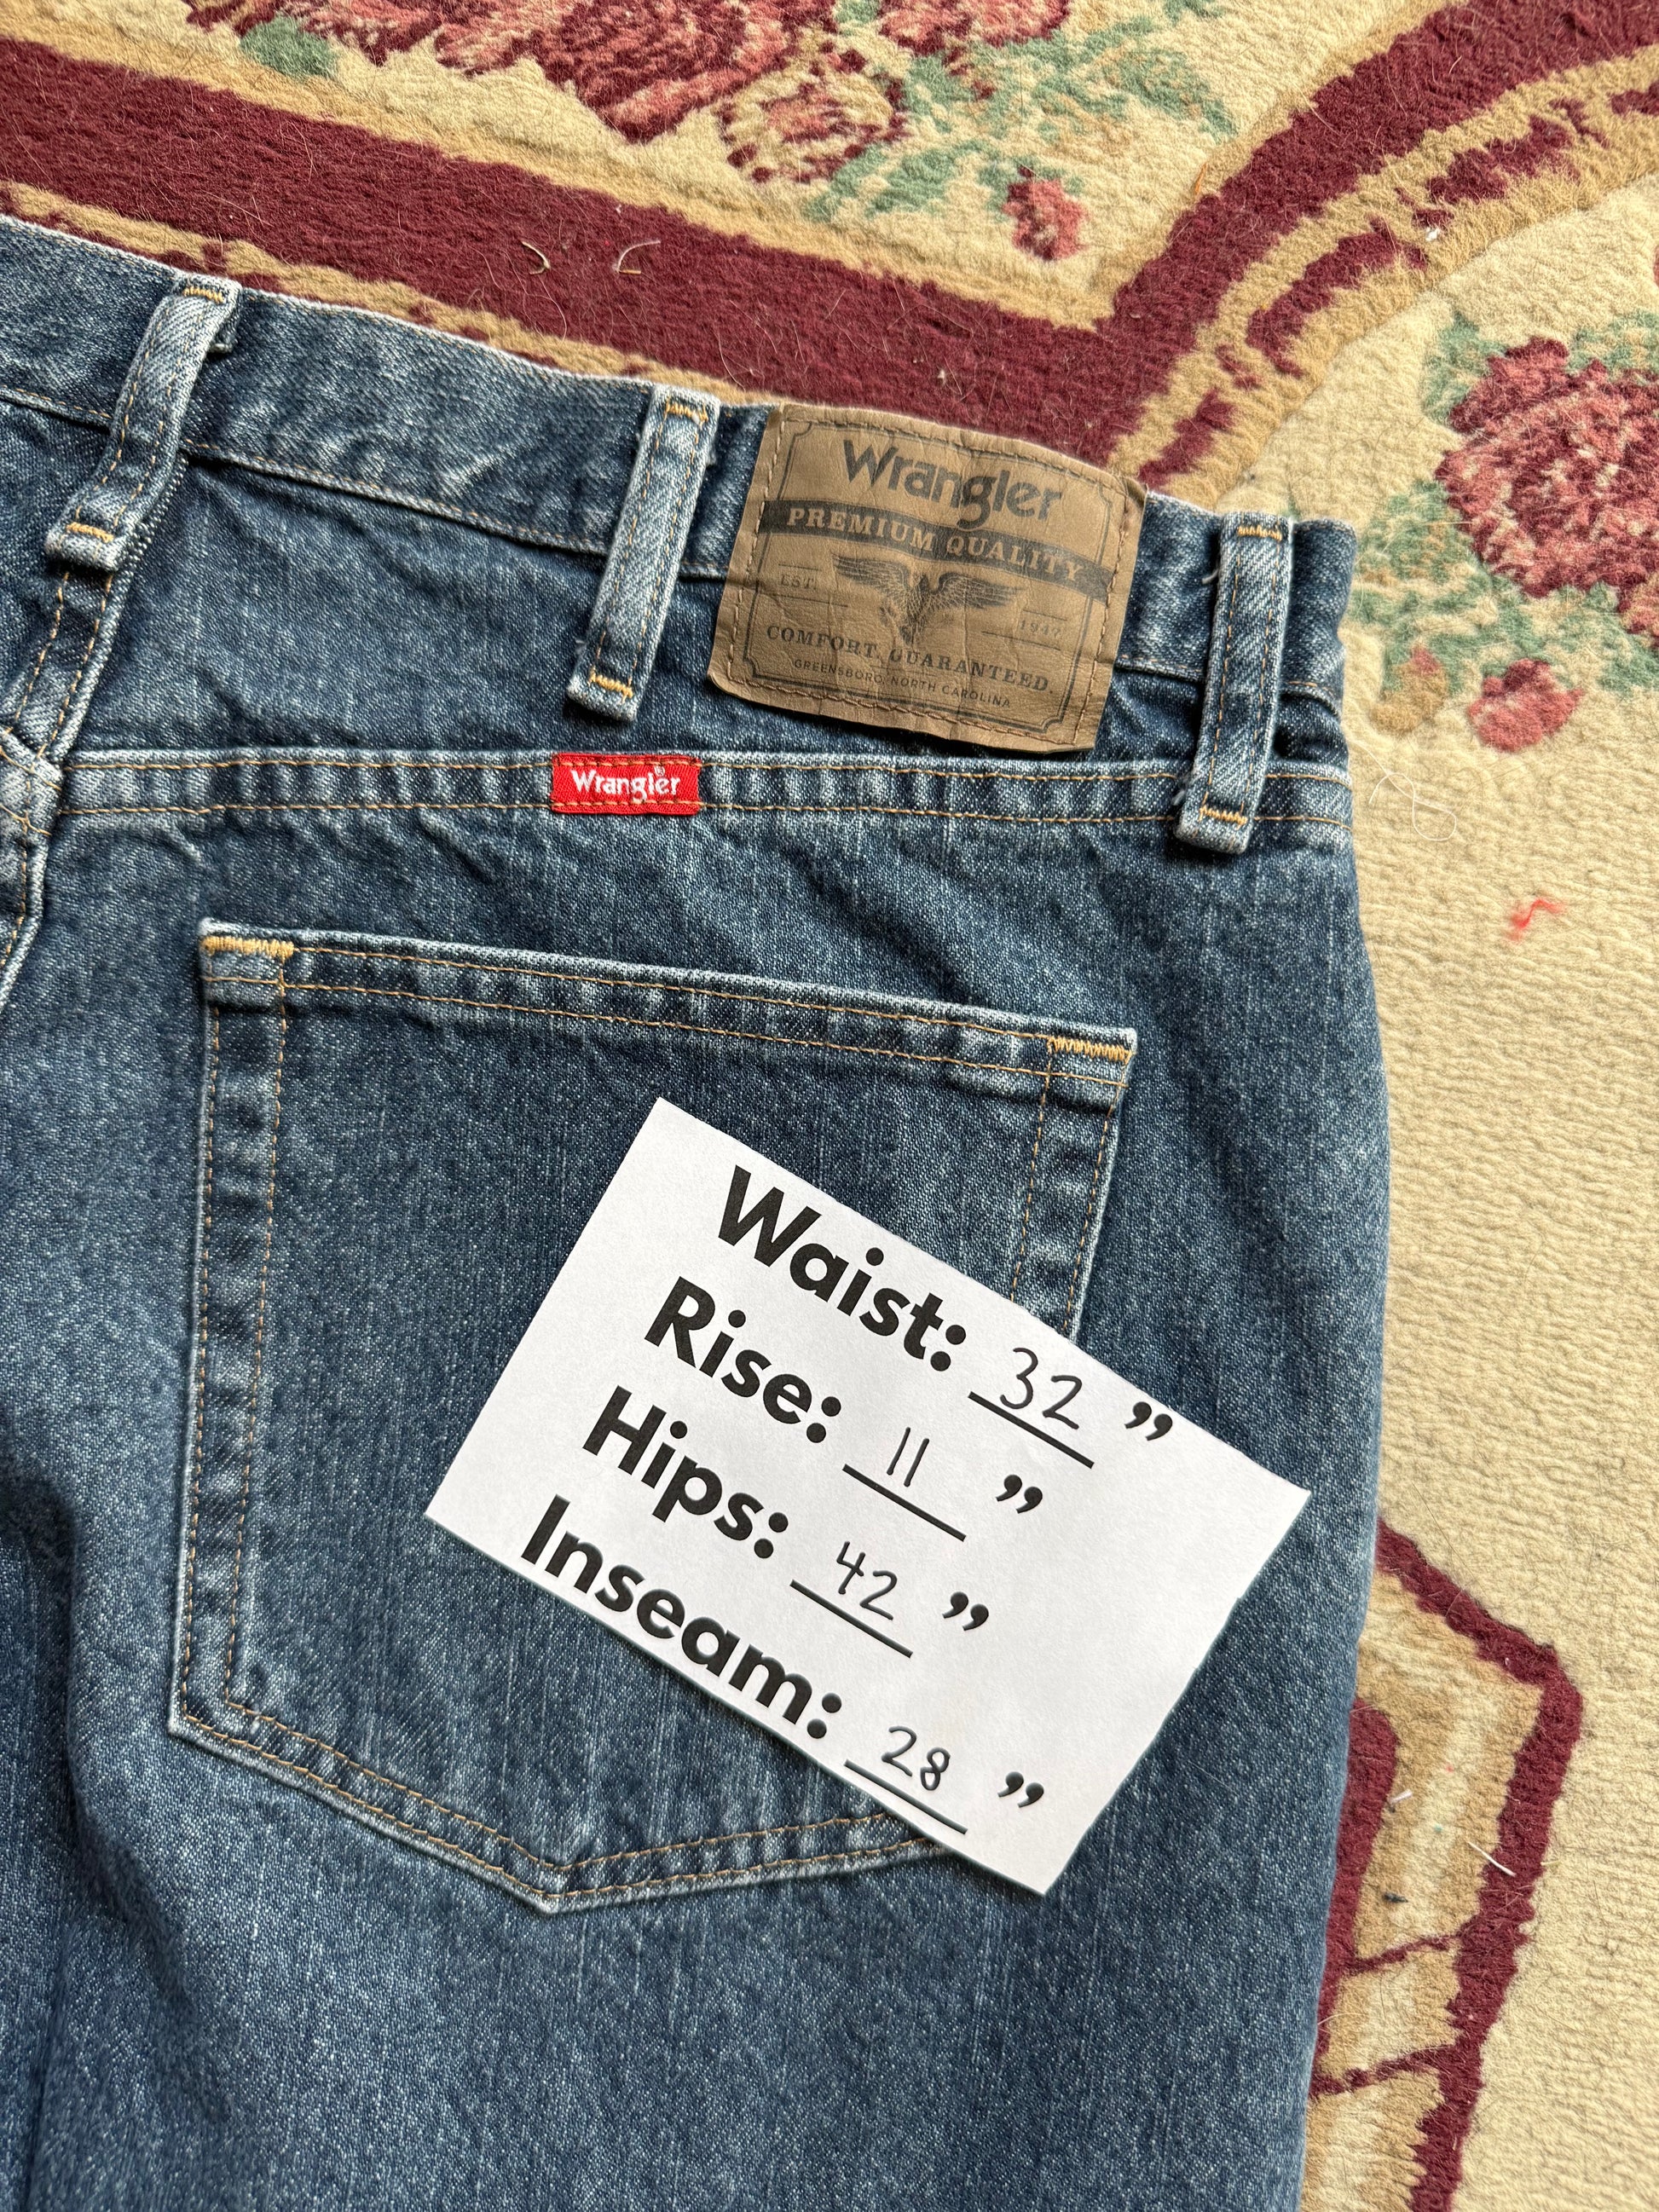 Wrangler
PREMIUM QUALITY
EST. 1947
COMFORT GUARANTEED.
GREENSBORO, NORTH CAROLINA
Wrangler®
Waist: 32”
Rise: 11”
Hips: 42”
Inseam: 28”